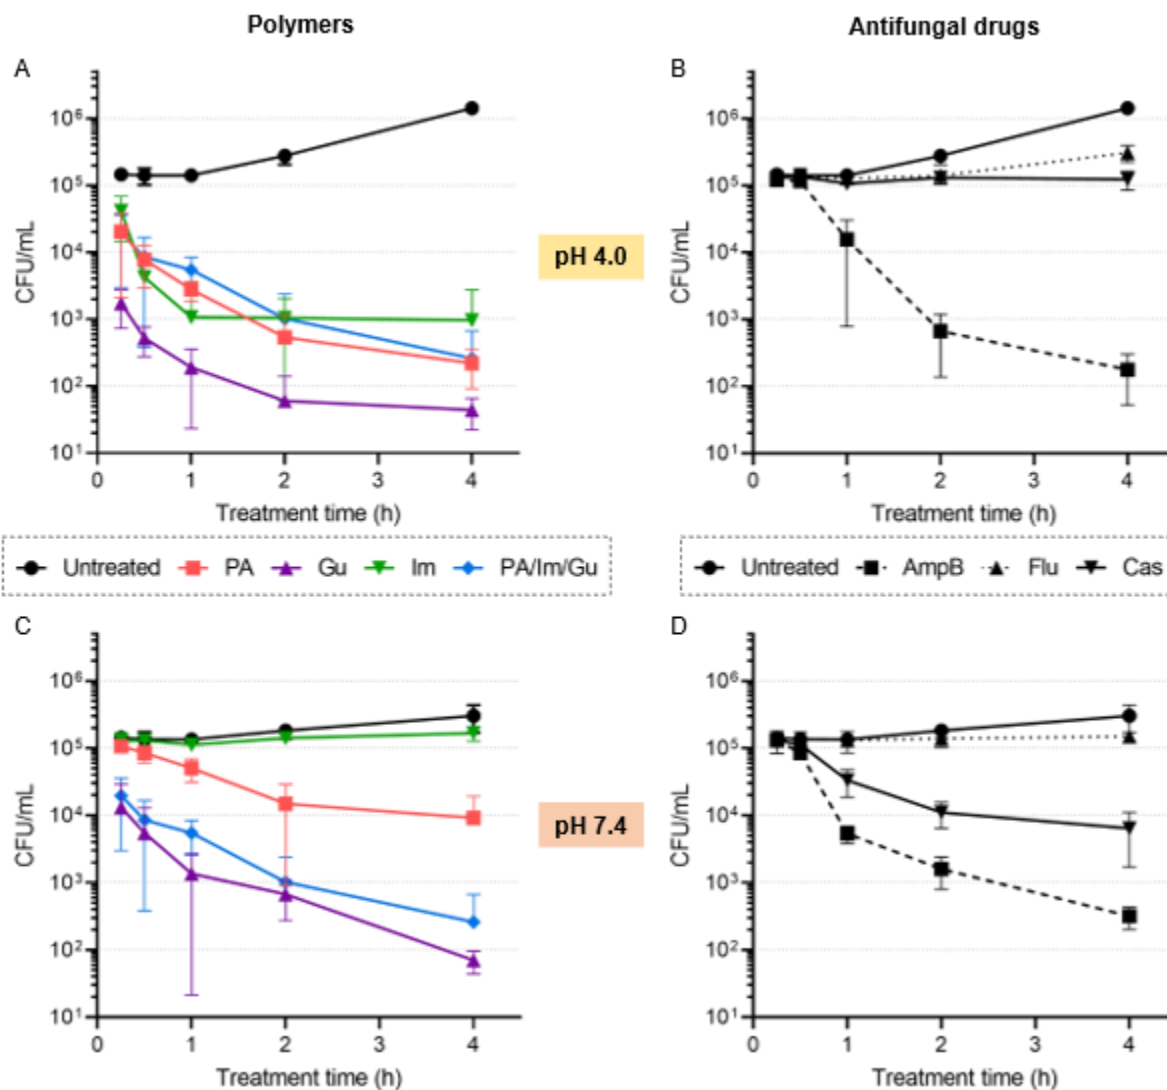 Polymers
Antifungal drugs
A
B
CFU/mL
10⁶
10⁵
10⁴
10³
10²
10¹
0 1 2 3 4
Treatment time (h)
pH 4.0
CFU/mL
10⁶
10⁵
10⁴
10³
10²
10¹
0 1 2 3 4
Treatment time (h)
Untreated PA Gu Im PA/Im/Gu
Untreated AmpB Flu Cas
C
D
CFU/mL
10⁶
10⁵
10⁴
10³
10²
10¹
0 1 2 3 4
Treatment time (h)
pH 7.4
CFU/mL
10⁶
10⁵
10⁴
10³
10²
10¹
0 1 2 3 4
Treatment time (h)